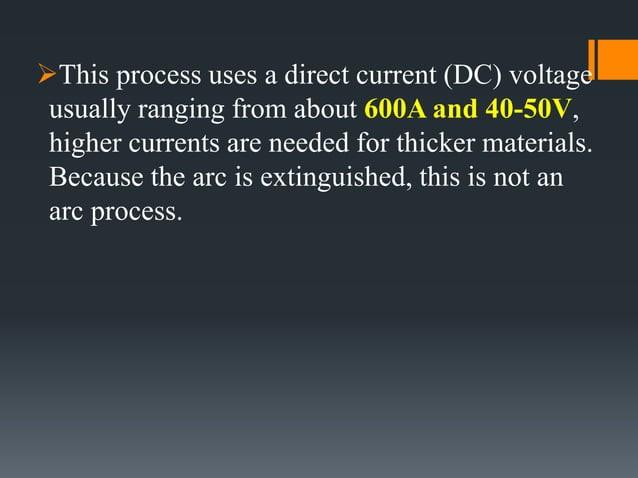 ➢This process uses a direct current (DC) voltage
usually ranging from about 600A and 40-50V,
higher currents are needed for thicker materials.
Because the arc is extinguished, this is not an
arc process.